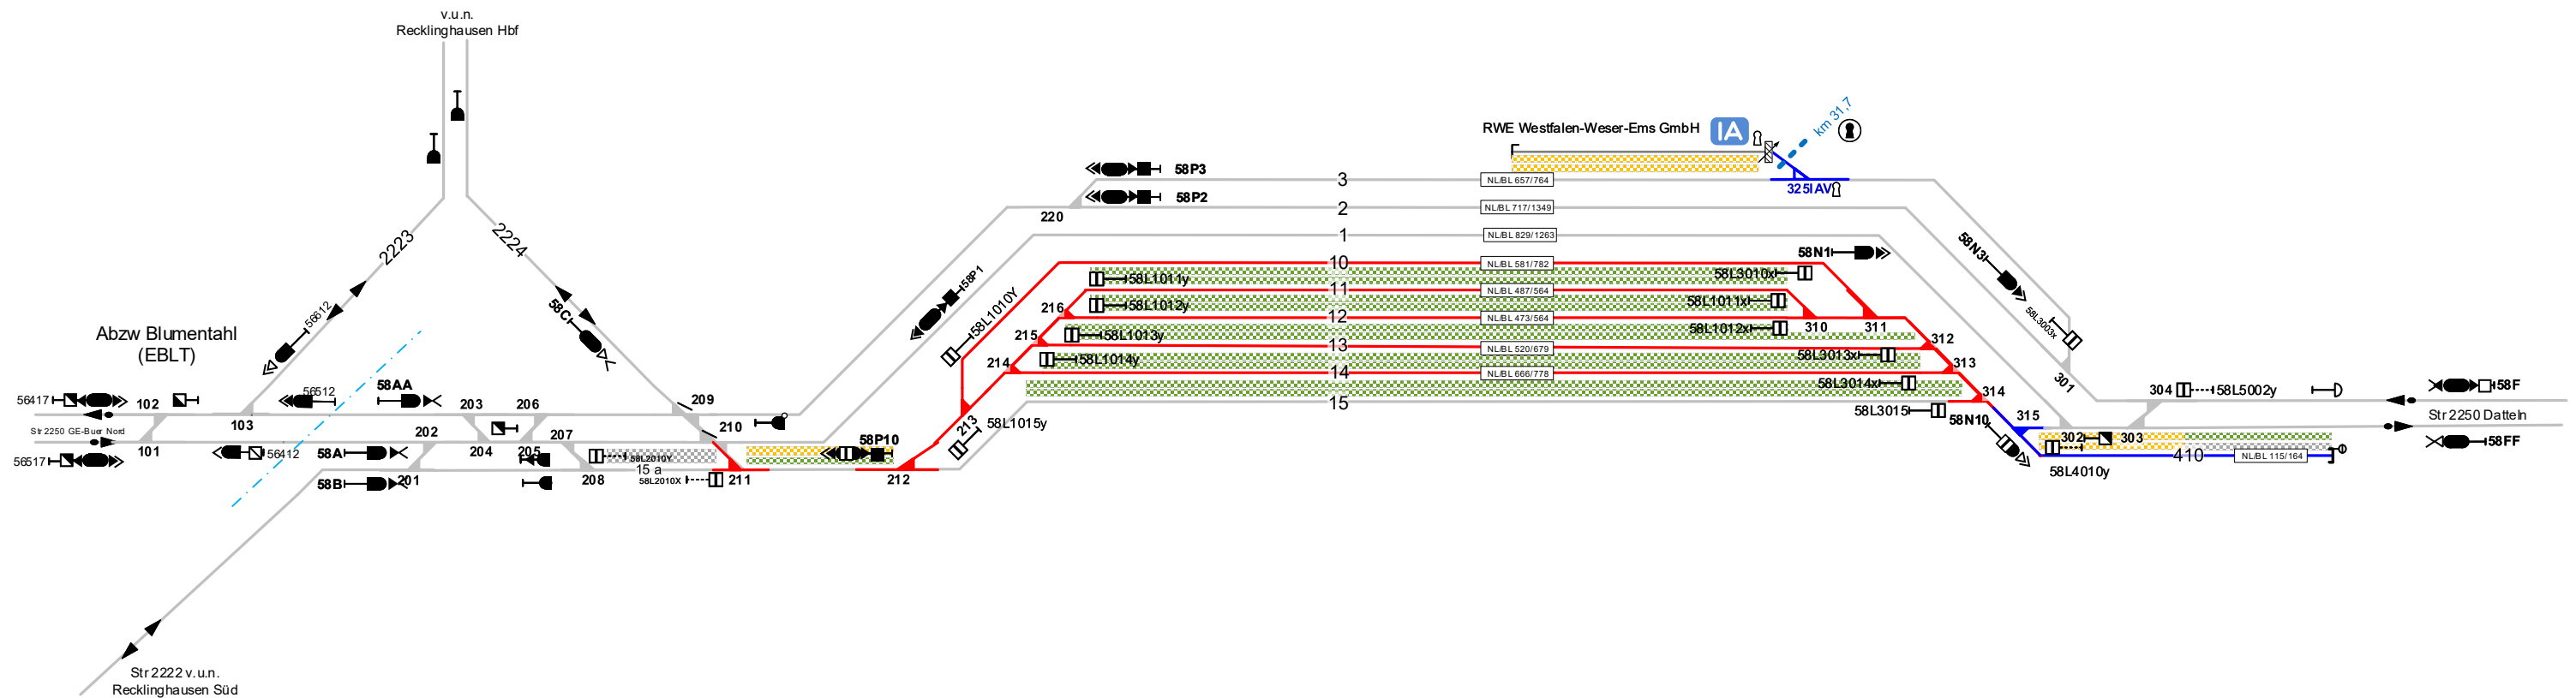 v.u.n.
Recklinghausen Hbf
km 31,7
RWE Westfalen-Weser-Ems GmbH
IA
58P3
3
NL/BL 657/764
325IAV
58P2
2
NL/BL 717/1349
220
2223
2224
1
NL/BL 829/1263
58N1
58N3
10
NL/BL 581/782
58L1011y
58L3010x
58P1
58L1010Y
11
NL/BL 487/564
58L1012y
58L1011x
56612
58C
216
12
NL/BL 473/564
58L1012x
310
311
58L3003x
Abzw Blumentahl
(EBLT)
215
58L1013y
13
NL/BL 520/679
58L3013x
312
214
58L1014y
14
NL/BL 666/778
58L3014x
313
301
58AA
56512
56417
102
103
203
206
209
15
314
58L3015
304
58L5002y
58F
Str 2250 GE-Buer Nord
101
202
207
210
213
58L1015y
58N10
315
Str 2250 Datteln
56517
56412
58A
204
205
58L2010Y
58P10
302
303
58FF
15 a
410
NL/BL 115/164
58B
201
208
58L2010X
211
212
58L4010y
Str 2222 v.u.n.
Recklinghausen Süd